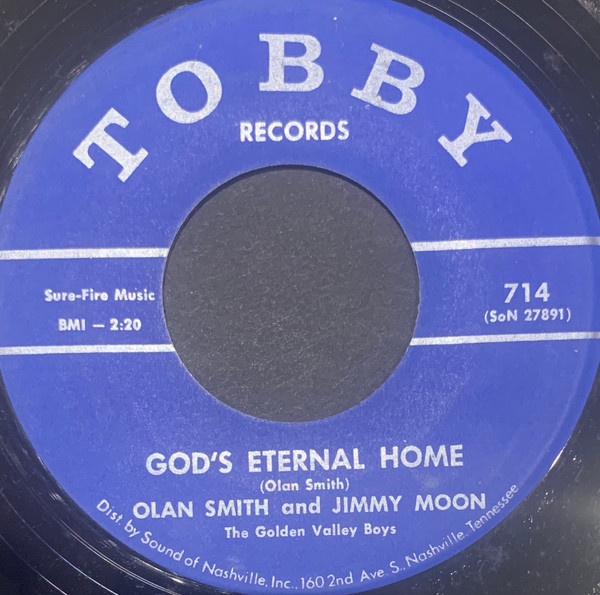 TOBBY
RECORDS
Sure-Fire Music
BMI — 2:20
714
(SoN 27891)
GOD'S ETERNAL HOME
(Olan Smith)
OLAN SMITH and JIMMY MOON
The Golden Valley Boys
Dist. by Sound of Nashville, Inc., 160 2nd Ave. S., Nashville, Tennessee